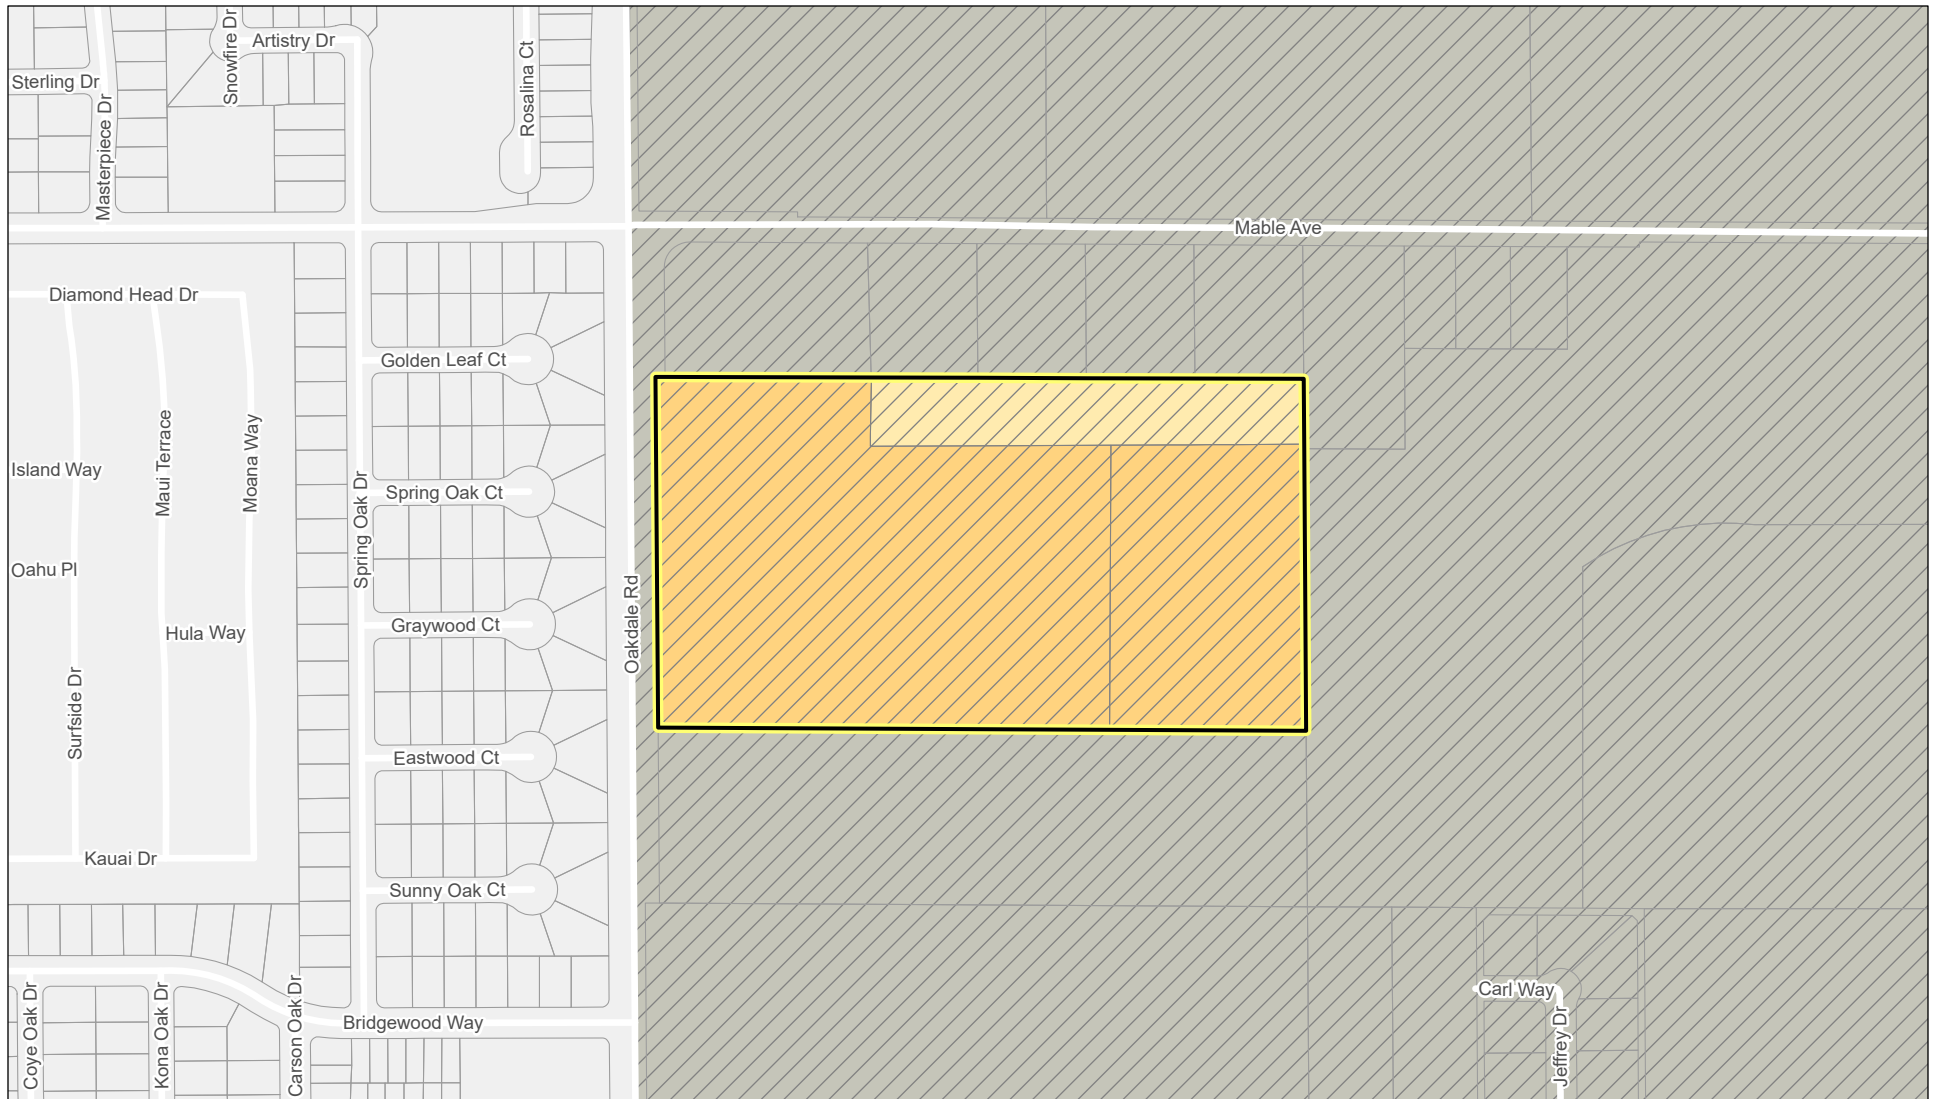 Snowfire Dr
Artistry Dr
Rosalina Ct
Sterling Dr
Masterpiece Dr
Mable Ave
Diamond Head Dr
Golden Leaf Ct
Maui Terrace
Moana Way
Island Way
Spring Oak Dr
Spring Oak Ct
Oahu Pl
Oakdale Rd
Graywood Ct
Hula Way
Surfside Dr
Eastwood Ct
Kauai Dr
Sunny Oak Ct
Coye Oak Dr
Kona Oak Dr
Carson Oak Dr
Bridgewood Way
Carl Way
Jeffrey Dr